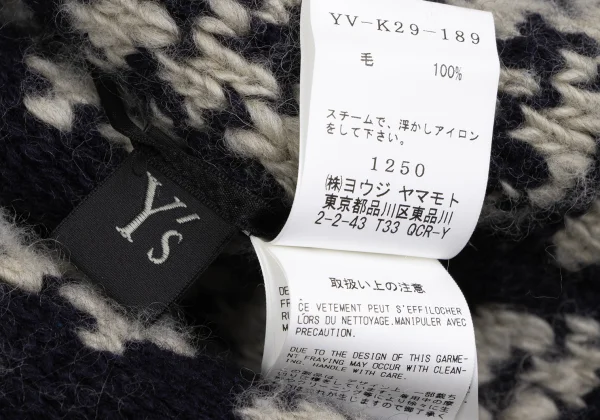 Y's
YV-K29-189
毛 100%
スチームで、浮かしアイロン
をして下さい。
1250
㈱ヨウジ ヤマモト
東京都品川区東品川
2-2-43 T33 QCR-Y
取扱い上の注意
CE VETEMENT PEUT S'EFFILOCHER
LORS DU NETTOYAGE.MANIPULER AVEC
PRECAUTION.
DUE TO THE DESIGN OF THIS GARME-
NT FRAYING MAY OCCUR WITH CLEAN-
ING. HANDLE WITH CARE.